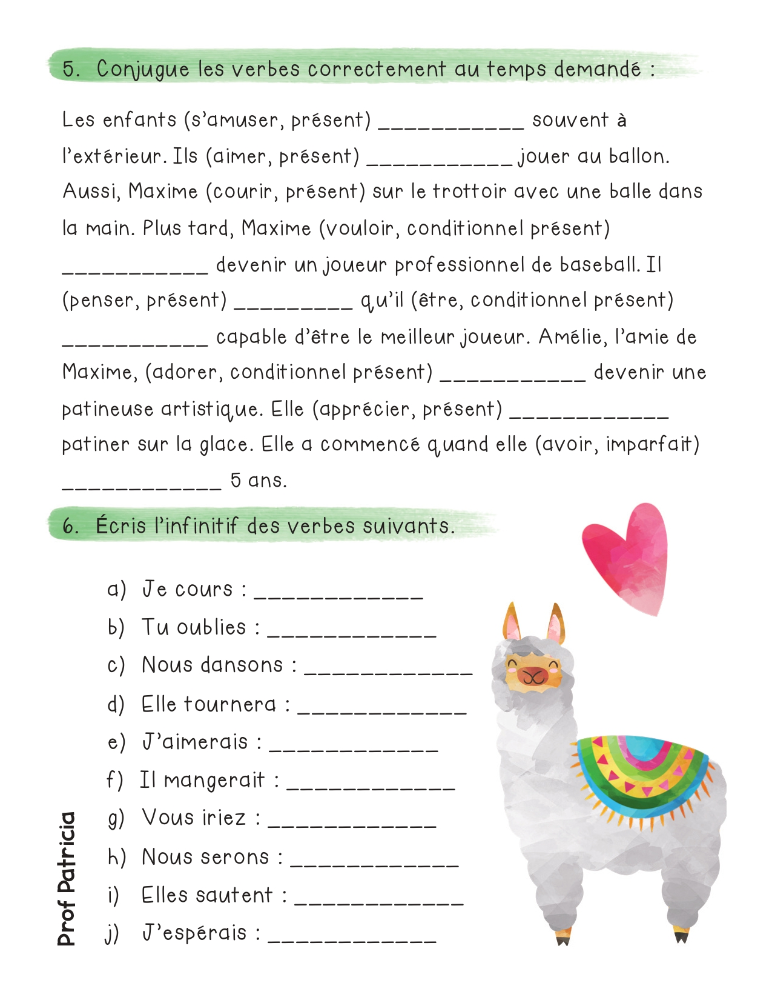 5. Conjugue les verbes correctement au temps demandé :
Les enfants (s'amuser, présent) ___________ souvent à
l'extérieur. Ils (aimer, présent) ___________ jouer au ballon.
Aussi, Maxime (courir, présent) sur le trottoir avec une balle dans
la main. Plus tard, Maxime (vouloir, conditionnel présent)
___________ devenir un joueur professionnel de baseball. Il
(penser, présent) _________ qu'il (être, conditionnel présent)
___________ capable d'être le meilleur joueur. Amélie, l'amie de
Maxime, (adorer, conditionnel présent) ___________ devenir une
patineuse artistique. Elle (apprécier, présent) ____________
patiner sur la glace. Elle a commencé quand elle (avoir, imparfait)
____________ 5 ans.
6. Écris l'infinitif des verbes suivants.
a) Je cours : ____________
b) Tu oublies : ____________
c) Nous dansons : ____________
d) Elle tournera : ____________
e) J'aimerais : ____________
f) Il mangerait : ____________
g) Vous iriez : ____________
h) Nous serons : ____________
i) Elles sautent : ____________
j) J'espérais : ____________
Prof Patricia